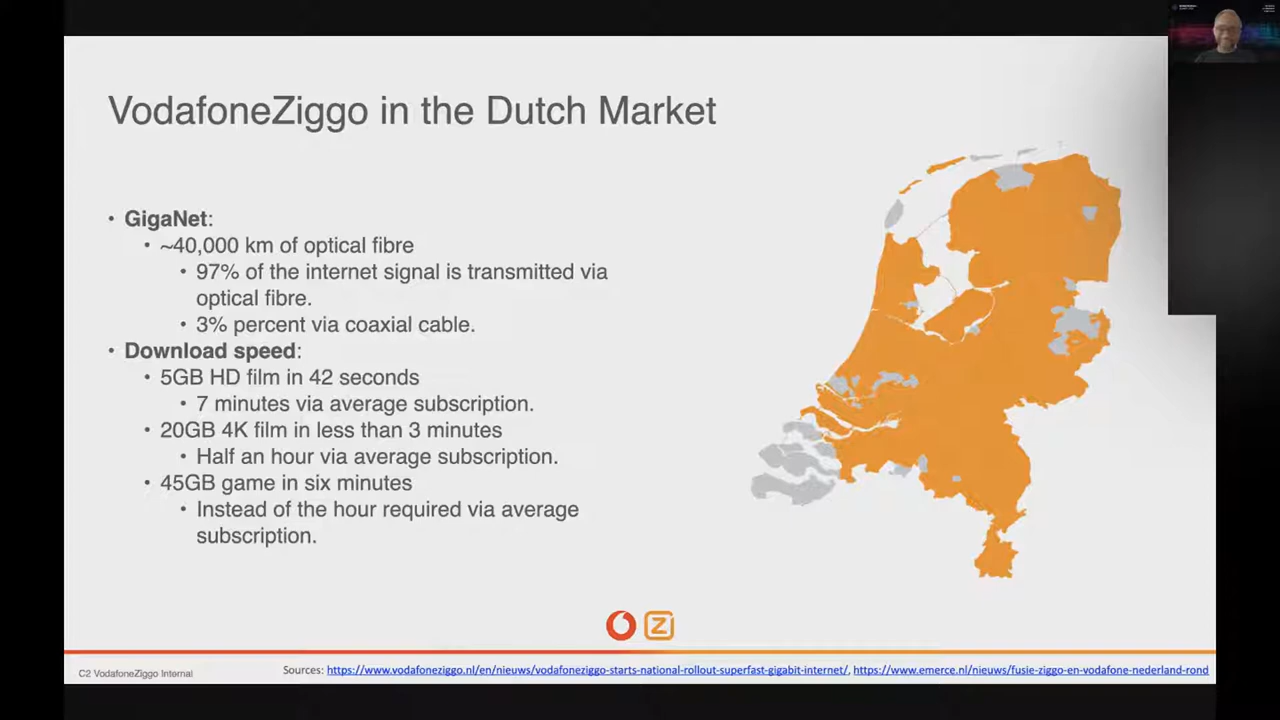 VodafoneZiggo in the Dutch Market
• GigaNet:
• ~40,000 km of optical fibre
• 97% of the internet signal is transmitted via
optical fibre.
• 3% percent via coaxial cable.
• Download speed:
• 5GB HD film in 42 seconds
• 7 minutes via average subscription.
• 20GB 4K film in less than 3 minutes
• Half an hour via average subscription.
• 45GB game in six minutes
• Instead of the hour required via average
subscription.
Z
C2 VodafoneZiggo Internal
Sources: https://www.vodafoneziggo.nl/en/nieuws/vodafoneziggo-starts-national-rollout-superfast-gigabit-internet/, https://www.emerce.nl/nieuws/fusie-ziggo-en-vodafone-nederland-rond